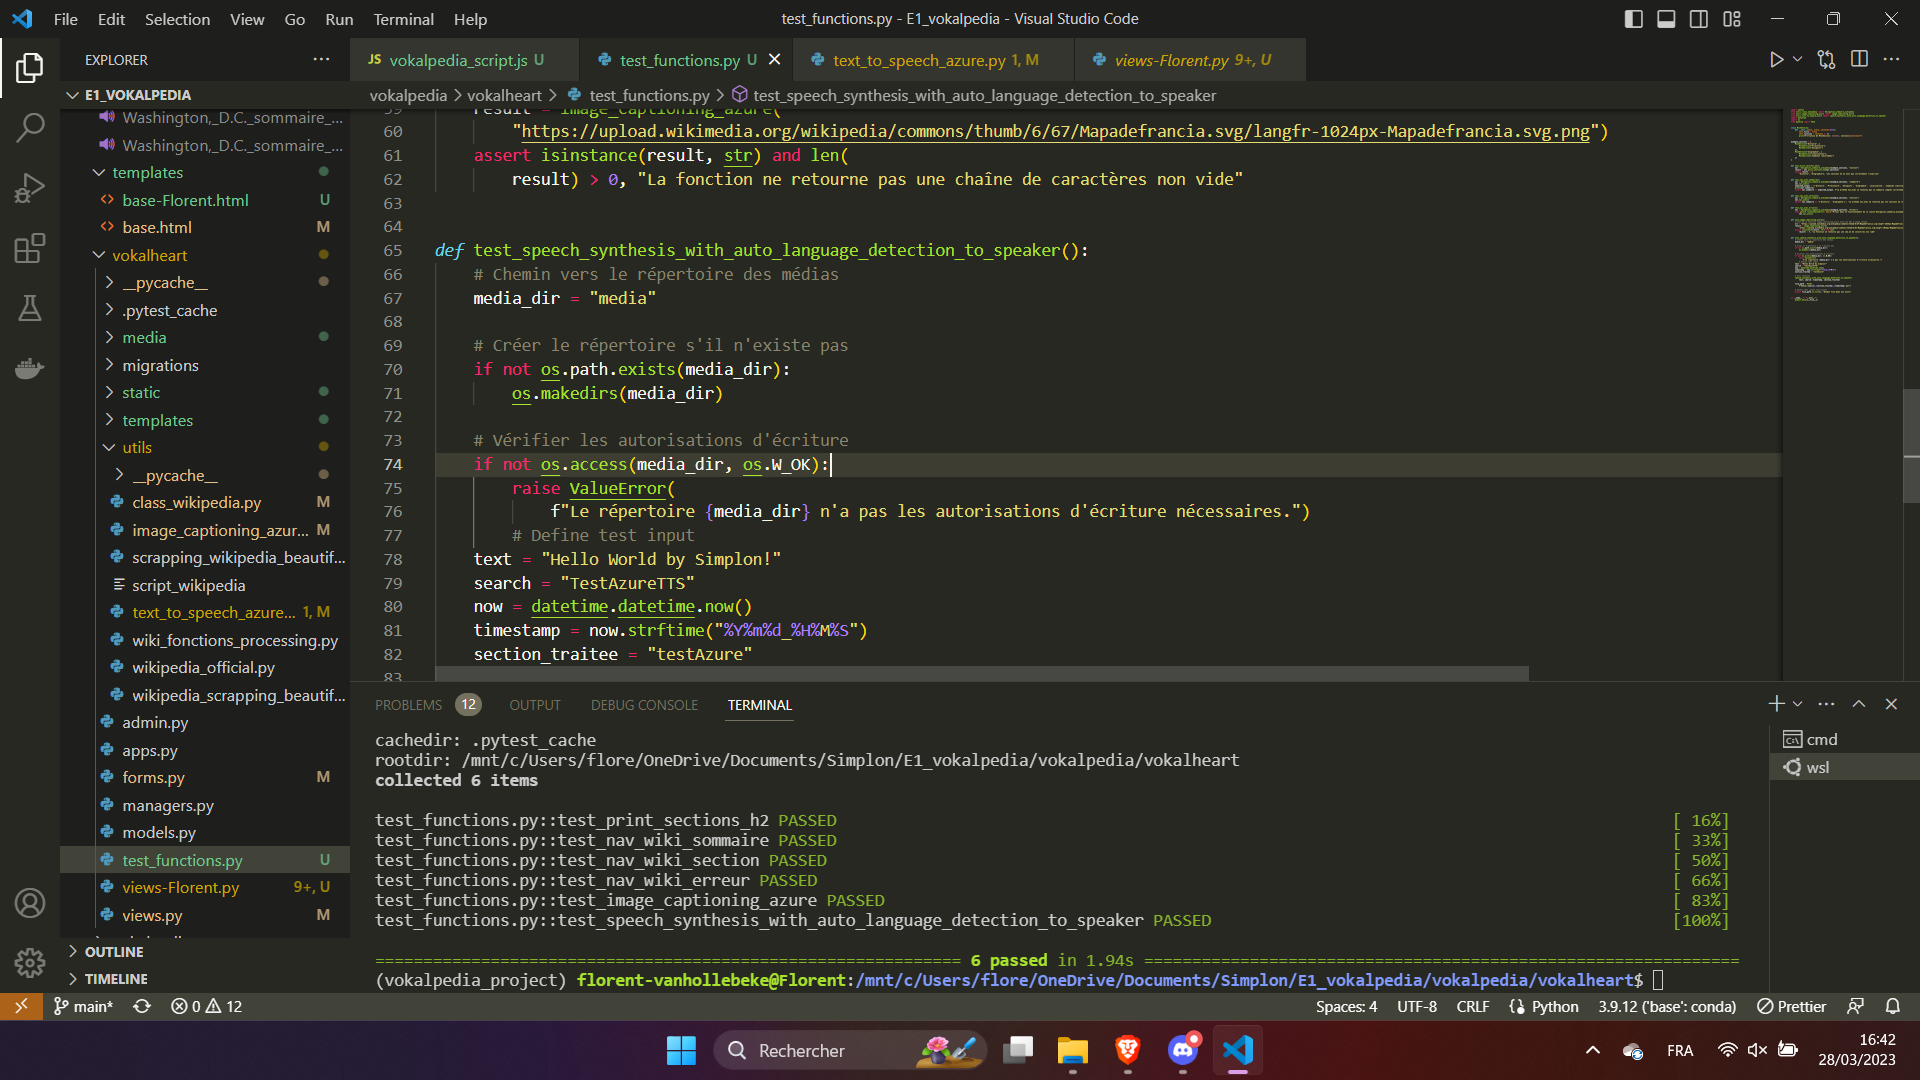 File Edit Selection View Go Run Terminal Help
test_functions.py - E1_vokalpedia - Visual Studio Code
EXPLORER
JS vokalpedia_script.js U
test_functions.py U
text_to_speech_azure.py 1, M
views-Florent.py 9+, U
E1_VOKALPEDIA
vokalpedia > vokalheart > test_functions.py > test_speech_synthesis_with_auto_language_detection_to_speaker
Washington,_D.C._sommaire_...
Washington,_D.C._sommaire_...
templates
base-Florent.html U
base.html M
vokalheart
__pycache__
.pytest_cache
media
migrations
static
templates
utils
__pycache__
class_wikipedia.py M
image_captioning_azur... M
scrapping_wikipedia_beautif...
script_wikipedia
text_to_speech_azure... 1, M
wiki_fonctions_processing.py
wikipedia_official.py
wikipedia_scrapping_beautif...
admin.py
apps.py
forms.py M
managers.py
models.py
test_functions.py U
views-Florent.py 9+, U
views.py M
OUTLINE
TIMELINE
59 result = image_captioning_azure(
60 "https://upload.wikimedia.org/wikipedia/commons/thumb/6/67/Mapadefrancia.svg/langfr-1024px-Mapadefrancia.svg.png")
61 assert isinstance(result, str) and len(
62 result) > 0, "La fonction ne retourne pas une chaîne de caractères non vide"
63
64
65 def test_speech_synthesis_with_auto_language_detection_to_speaker():
66 # Chemin vers le répertoire des médias
67 media_dir = "media"
68
69 # Créer le répertoire s'il n'existe pas
70 if not os.path.exists(media_dir):
71 os.makedirs(media_dir)
72
73 # Vérifier les autorisations d'écriture
74 if not os.access(media_dir, os.W_OK):
75 raise ValueError(
76 f"Le répertoire {media_dir} n'a pas les autorisations d'écriture nécessaires.")
77 # Define test input
78 text = "Hello World by Simplon!"
79 search = "TestAzureTTS"
80 now = datetime.datetime.now()
81 timestamp = now.strftime("%Y%m%d_%H%M%S")
82 section_traitee = "testAzure"
83
PROBLEMS 12 OUTPUT DEBUG CONSOLE TERMINAL
cmd
wsl
cachedir: .pytest_cache
rootdir: /mnt/c/Users/flore/OneDrive/Documents/Simplon/E1_vokalpedia/vokalpedia/vokalheart
collected 6 items
test_functions.py::test_print_sections_h2 PASSED [ 16%]
test_functions.py::test_nav_wiki_sommaire PASSED [ 33%]
test_functions.py::test_nav_wiki_section PASSED [ 50%]
test_functions.py::test_nav_wiki_erreur PASSED [ 66%]
test_functions.py::test_image_captioning_azure PASSED [ 83%]
test_functions.py::test_speech_synthesis_with_auto_language_detection_to_speaker PASSED [100%]
============================================================= 6 passed in 1.94s ==============================================================
(vokalpedia_project) florent-vanhollebeke@Florent:/mnt/c/Users/flore/OneDrive/Documents/Simplon/E1_vokalpedia/vokalpedia/vokalheart$
main* 0 12
Spaces: 4 UTF-8 CRLF Python 3.9.12 ('base': conda) Prettier
Rechercher
FRA
16:42
28/03/2023